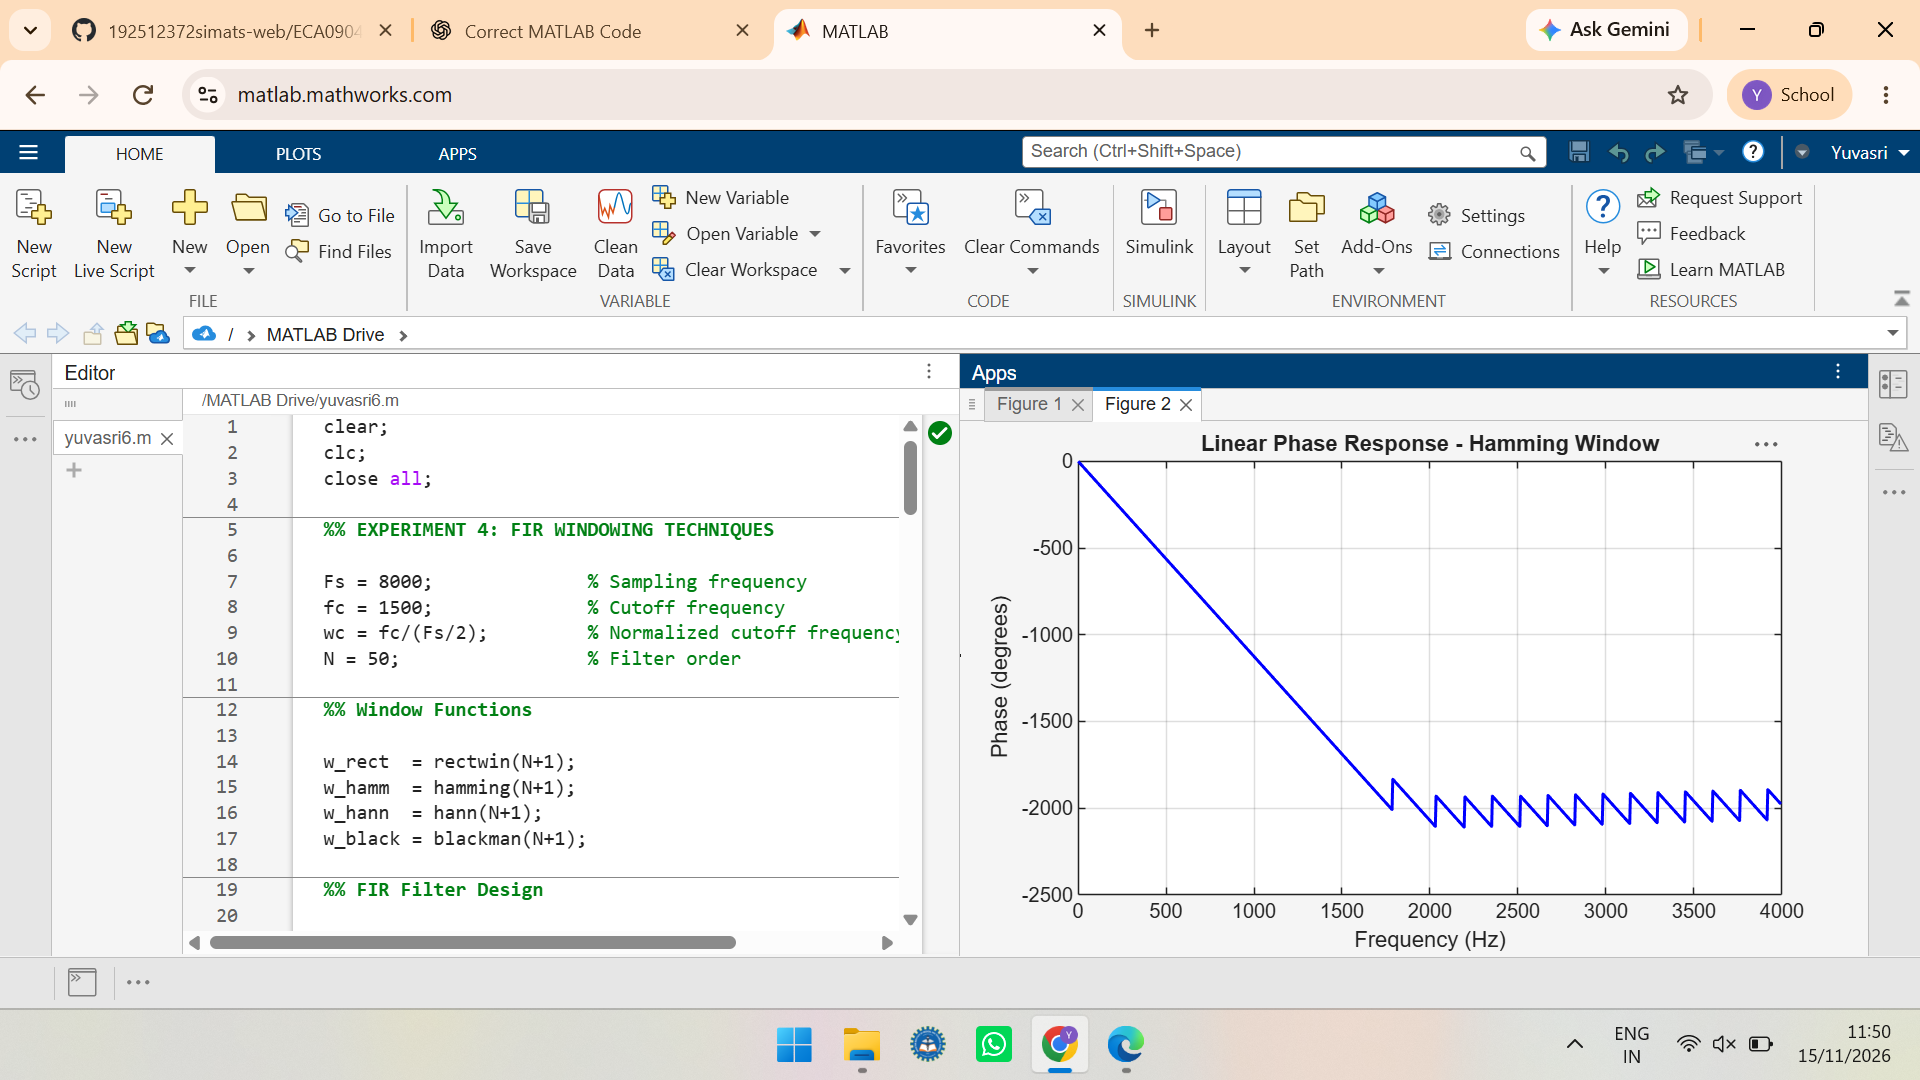 192512372simats-web/ECA0904
Correct MATLAB Code
MATLAB
Ask Gemini
matlab.mathworks.com
Y
School
HOME
PLOTS
APPS
Search (Ctrl+Shift+Space)
Yuvasri
New Script
New Live Script
New
Open
Go to File
Find Files
FILE
Import Data
Save Workspace
Clean Data
New Variable
Open Variable
Clear Workspace
VARIABLE
Favorites
Clear Commands
CODE
Simulink
SIMULINK
Layout
Set Path
Add-Ons
Settings
Connections
ENVIRONMENT
Help
Request Support
Feedback
Learn MATLAB
RESOURCES
/ > MATLAB Drive >
Editor
/MATLAB Drive/yuvasri6.m
yuvasri6.m
1 clear;
2 clc;
3 close all;
4
5 %% EXPERIMENT 4: FIR WINDOWING TECHNIQUES
6
7 Fs = 8000; % Sampling frequency
8 fc = 1500; % Cutoff frequency
9 wc = fc/(Fs/2); % Normalized cutoff frequency
10 N = 50; % Filter order
11
12 %% Window Functions
13
14 w_rect = rectwin(N+1);
15 w_hamm = hamming(N+1);
16 w_hann = hann(N+1);
17 w_black = blackman(N+1);
18
19 %% FIR Filter Design
20
Apps
Figure 1
Figure 2
Linear Phase Response - Hamming Window
0
-500
-1000
-1500
-2000
-2500
Phase (degrees)
0 500 1000 1500 2000 2500 3000 3500 4000
Frequency (Hz)
ENG
IN
11:50
15/11/2026